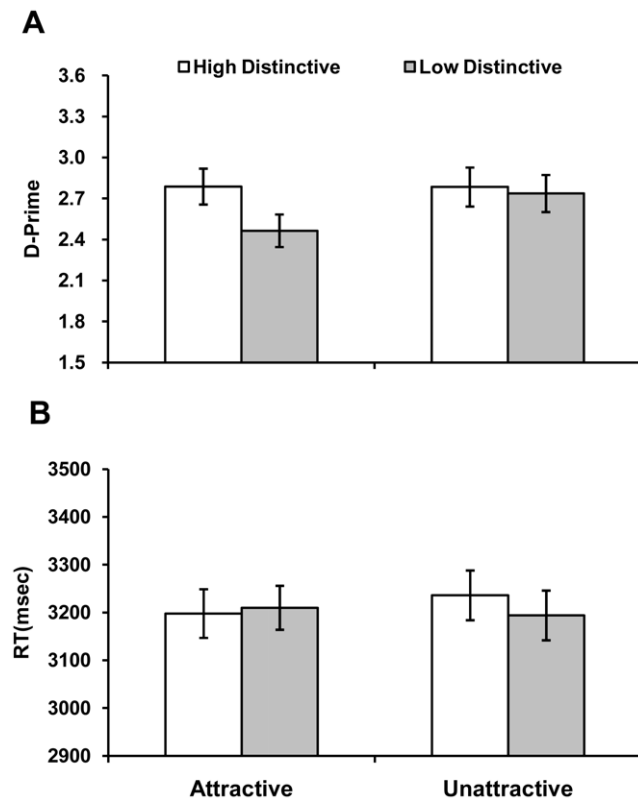 A
High Distinctive Low Distinctive
3.6
3.3
3.0
2.7
2.4
2.1
1.8
1.5
D-Prime
B
3500
3400
3300
3200
3100
3000
2900
RT(msec)
Attractive Unattractive